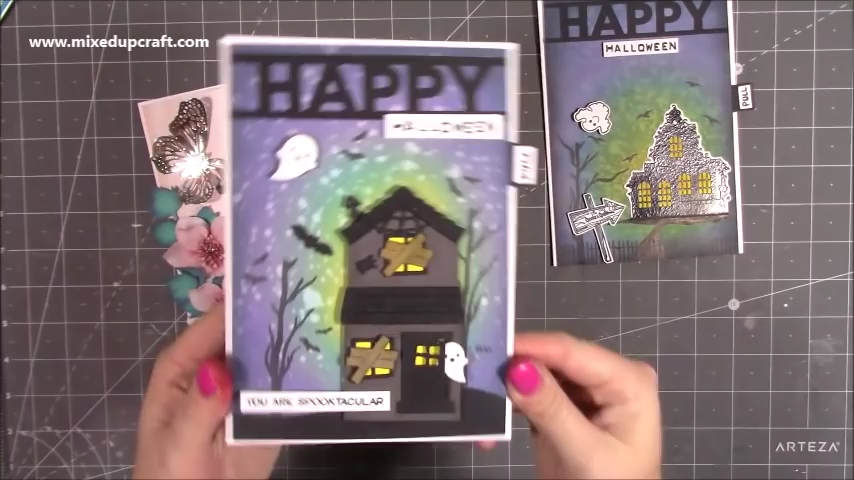 www.mixedupcraft.com
HAPPY
HALLOWEEN
PULL
YOU ARE SPOOKTACULAR
HAPPY
HALLOWEEN
PULL
ARTEZA